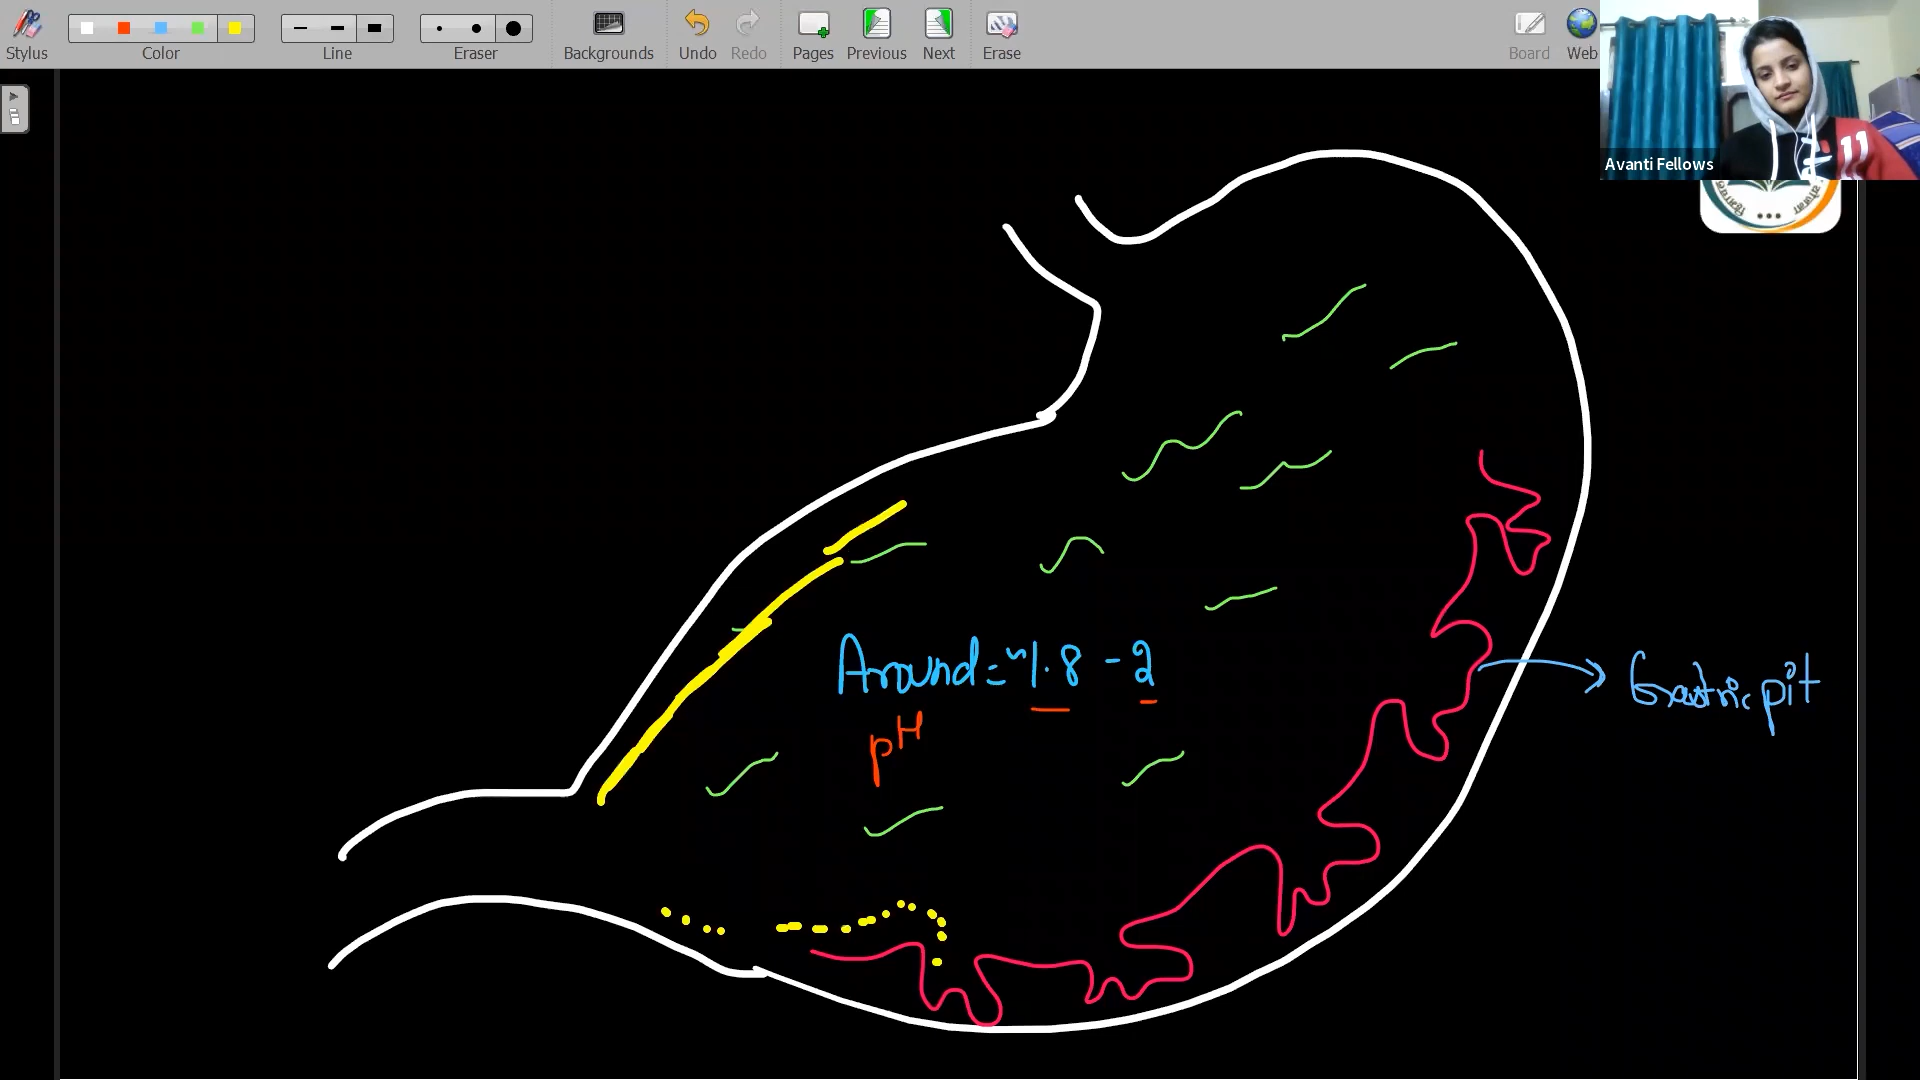 Stylus Color Line Eraser Backgrounds Undo Redo Pages Previous Next Erase Board Web
11
Avanti Fellows
Around = ~1.8 - 2
pH
Gastric pit